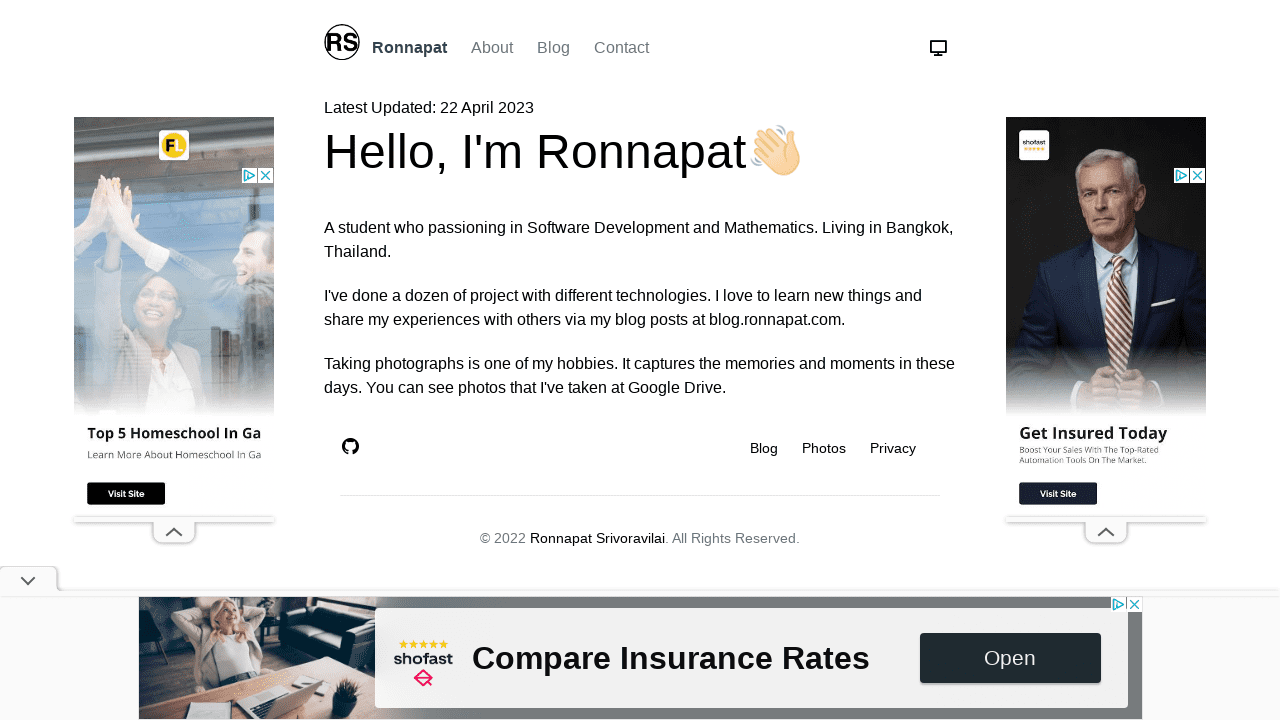 RS
Ronnapat
About
Blog
Contact
Latest Updated: 22 April 2023
Hello, I'm Ronnapat👋🏻
A student who passioning in Software Development and Mathematics. Living in Bangkok,
Thailand.
I've done a dozen of project with different technologies. I love to learn new things and
share my experiences with others via my blog posts at blog.ronnapat.com.
Taking photographs is one of my hobbies. It captures the memories and moments in these
days. You can see photos that I've taken at Google Drive.
Blog
Photos
Privacy
© 2022 Ronnapat Srivoravilai. All Rights Reserved.
FL
Top 5 Homeschool In Ga
Learn More About Homeschool In Ga
Visit Site
shofast
Get Insured Today
Boost Your Sales With The Top-Rated
Automation Tools On The Market.
Visit Site
shofast
Compare Insurance Rates
Open